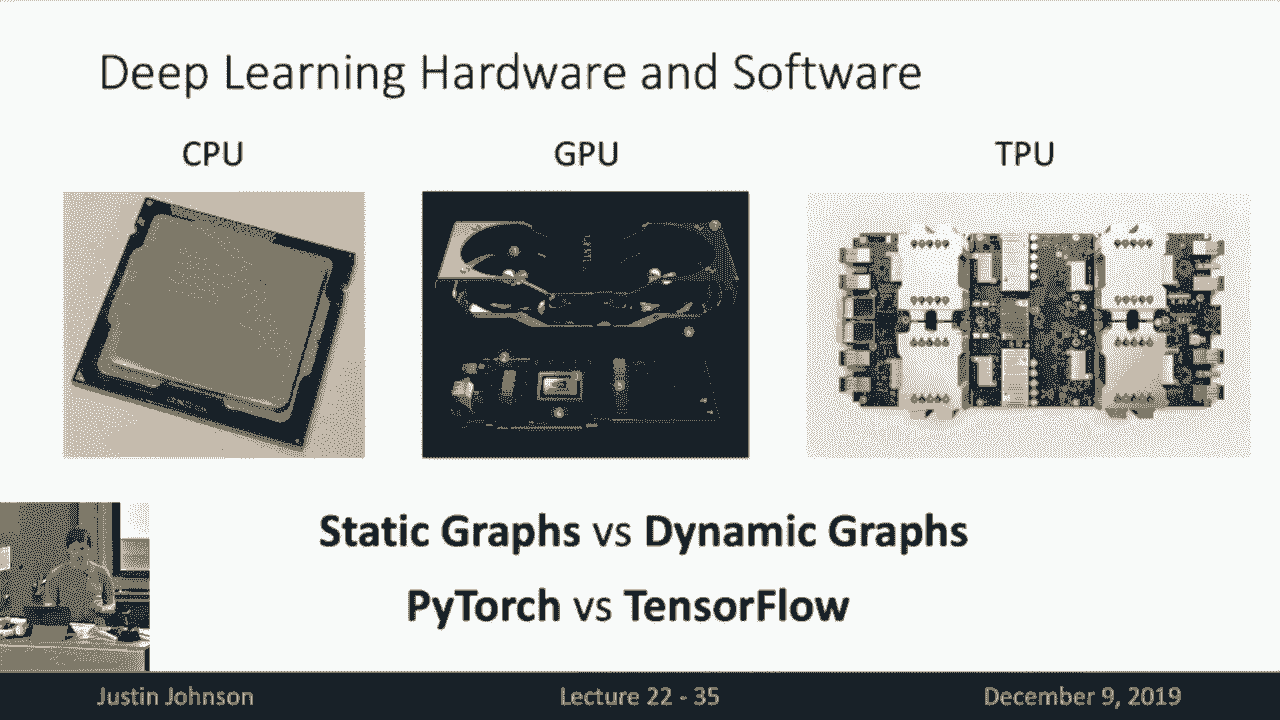 Deep Learning Hardware and Software
CPU GPU TPU
Static Graphs vs Dynamic Graphs
PyTorch vs TensorFlow
Justin Johnson Lecture 22 - 35 December 9, 2019